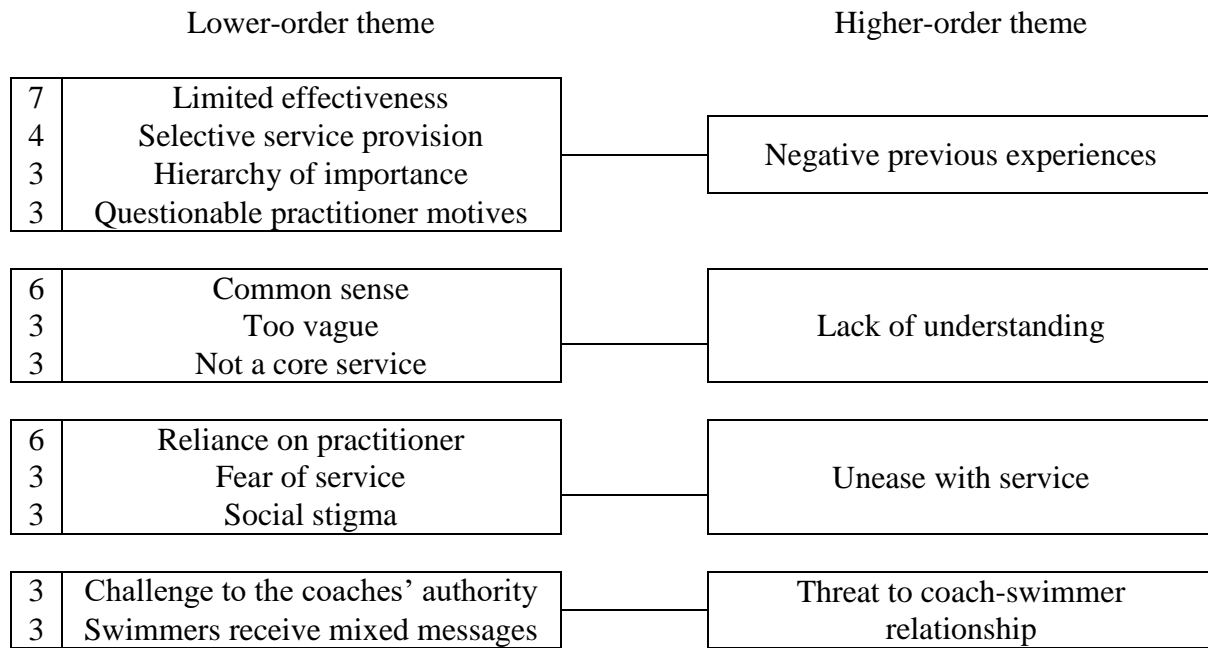 Lower-order theme Higher-order theme
7 Limited effectiveness
4 Selective service provision
3 Hierarchy of importance
3 Questionable practitioner motives
Negative previous experiences
6 Common sense
3 Too vague
3 Not a core service
Lack of understanding
6 Reliance on practitioner
3 Fear of service
3 Social stigma
Unease with service
3 Challenge to the coaches’ authority
3 Swimmers receive mixed messages
Threat to coach-swimmer
relationship